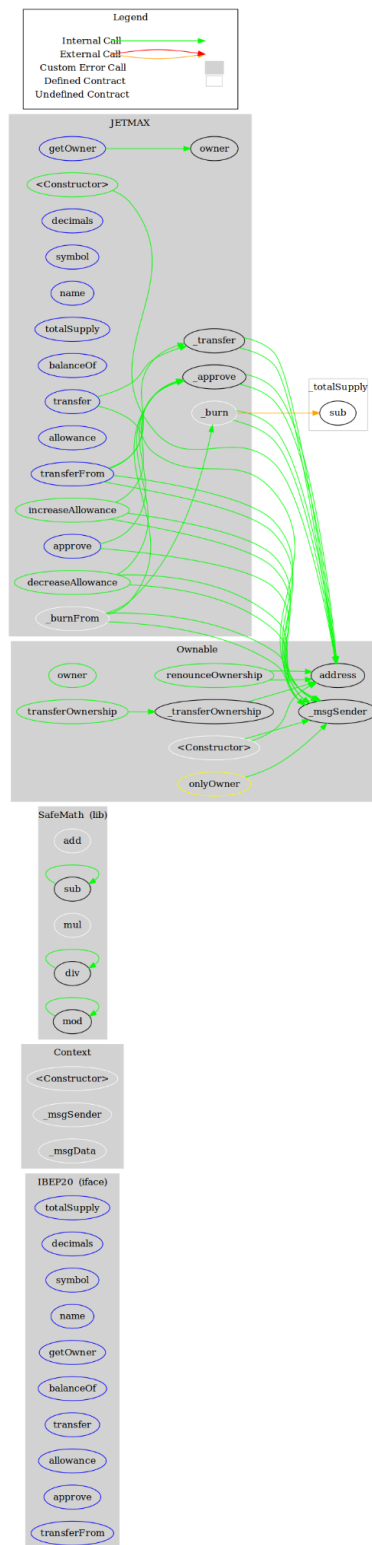 Legend
Internal Call
External Call
Custom Error Call
Defined Contract
Undefined Contract
JETMAX
getOwner
owner
<Constructor>
decimals
symbol
name
totalSupply
_transfer
balanceOf
_approve
transfer
_totalSupply
_burn
sub
allowance
transferFrom
increaseAllowance
approve
decreaseAllowance
_burnFrom
Ownable
owner
renounceOwnership
address
transferOwnership
_transferOwnership
_msgSender
<Constructor>
onlyOwner
SafeMath (lib)
add
sub
mul
div
mod
Context
<Constructor>
_msgSender
_msgData
IBEP20 (iface)
totalSupply
decimals
symbol
name
getOwner
balanceOf
transfer
allowance
approve
transferFrom